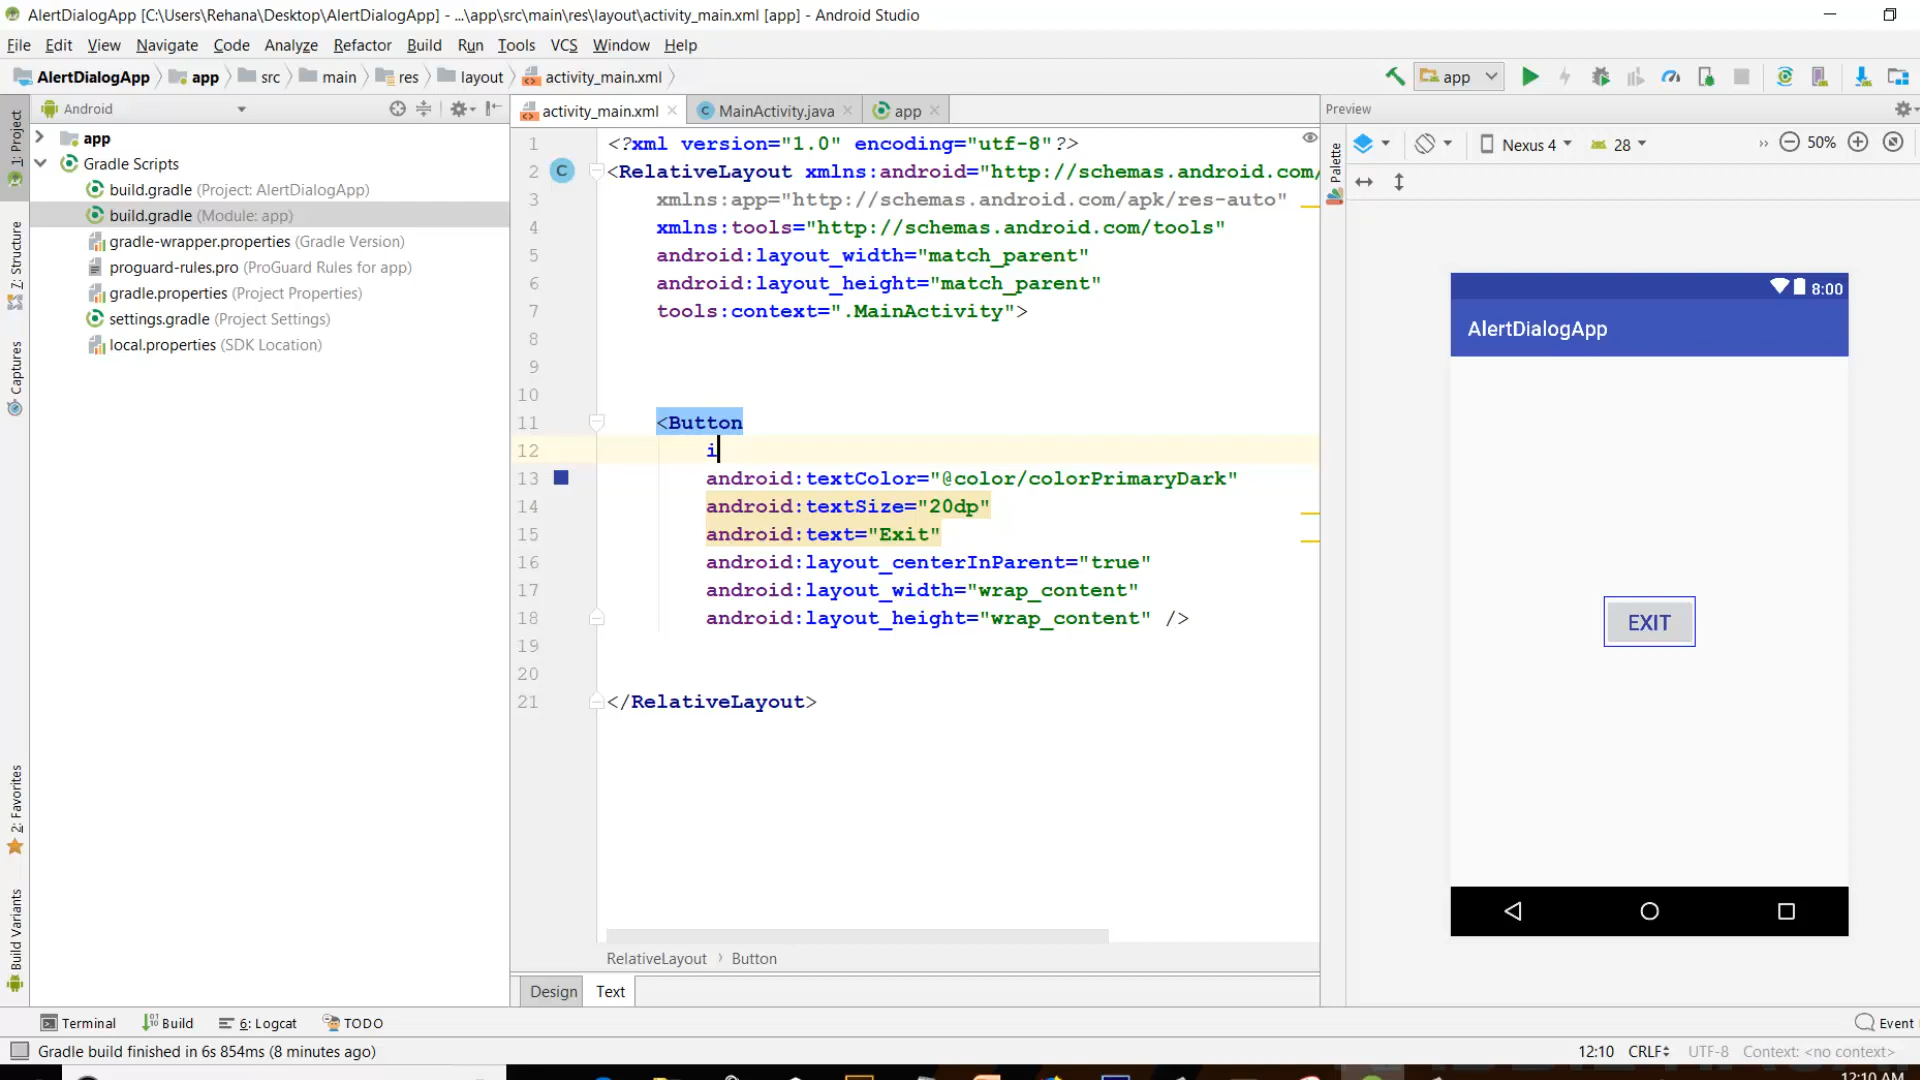 AlertDialogApp [C:\Users\Rehana\Desktop\AlertDialogApp] - ...\app\src\main\res\layout\activity_main.xml [app] - Android Studio
File Edit View Navigate Code Analyze Refactor Build Run Tools VCS Window Help
AlertDialogApp app src main res layout activity_main.xml app
Android
activity_main.xml MainActivity.java app
Preview
1: Project
Z: Structure
Captures
2: Favorites
Build Variants
app
Gradle Scripts
build.gradle (Project: AlertDialogApp)
build.gradle (Module: app)
gradle-wrapper.properties (Gradle Version)
proguard-rules.pro (ProGuard Rules for app)
gradle.properties (Project Properties)
settings.gradle (Project Settings)
local.properties (SDK Location)
1 <?xml version="1.0" encoding="utf-8"?>
2 <RelativeLayout xmlns:android="http://schemas.android.com/
3 xmlns:app="http://schemas.android.com/apk/res-auto"
4 xmlns:tools="http://schemas.android.com/tools"
5 android:layout_width="match_parent"
6 android:layout_height="match_parent"
7 tools:context=".MainActivity">
8
9
10
11 <Button
12 i
13 android:textColor="@color/colorPrimaryDark"
14 android:textSize="20dp"
15 android:text="Exit"
16 android:layout_centerInParent="true"
17 android:layout_width="wrap_content"
18 android:layout_height="wrap_content" />
19
20
21 </RelativeLayout>
RelativeLayout › Button
Design Text
Palette
Nexus 4 28 50%
8:00
AlertDialogApp
EXIT
Terminal Build 6: Logcat TODO Event
Gradle build finished in 6s 854ms (8 minutes ago) 12:10 CRLF UTF-8 Context: <no context>
12:10 AM